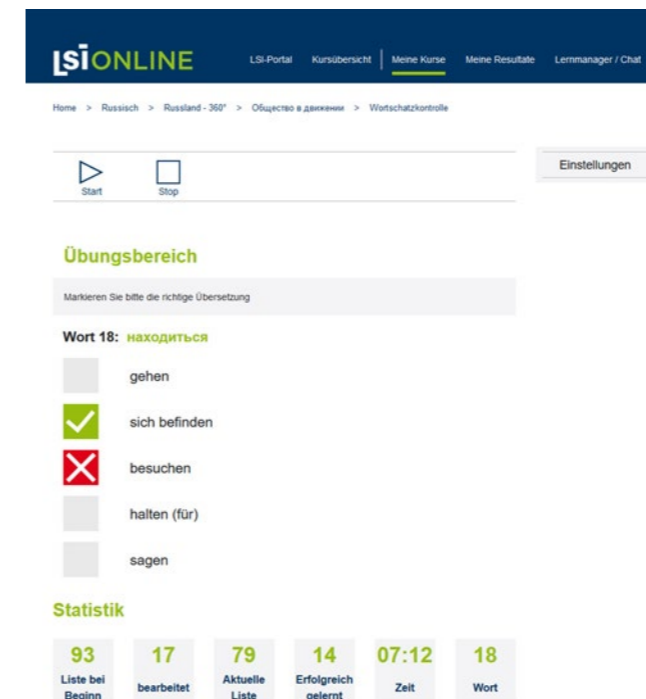 LSIONLINE
LSI-Portal Kursübersicht Meine Kurse Meine Resultate Lernmanager / Chat
Home > Russisch > Russland - 360° > Общество в движении > Wortschatzkontrolle
Start Stop
Einstellungen
Übungsbereich
Markieren Sie bitte die richtige Übersetzung
Wort 18: находиться
gehen
sich befinden
besuchen
halten (für)
sagen
Statistik
93 17 79 14 07:12 18
Liste bei Beginn bearbeitet Aktuelle Liste Erfolgreich gelernt Zeit Wort